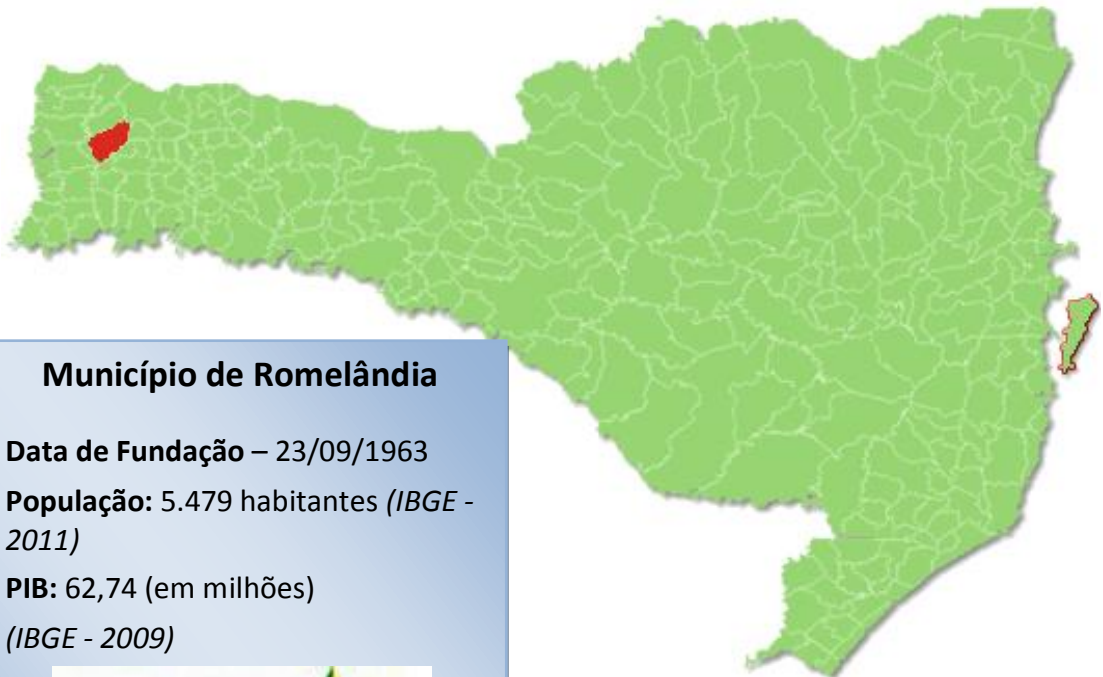 Município de Romelândia
Data de Fundação – 23/09/1963
População: 5.479 habitantes (IBGE -
2011)
PIB: 62,74 (em milhões)
(IBGE - 2009)